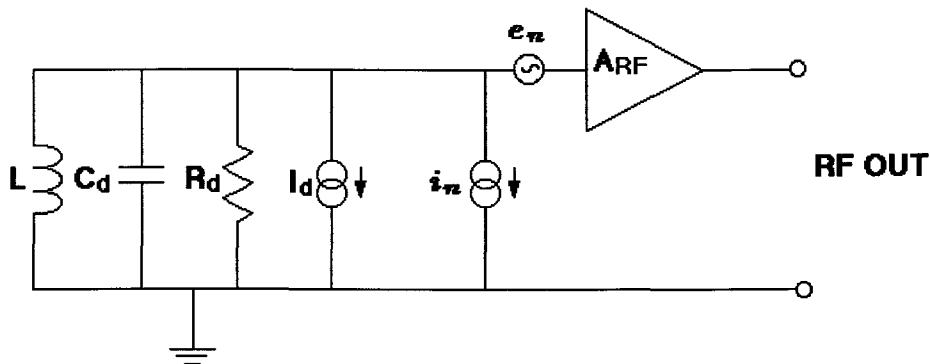 e_n
A_RF
L
C_d
R_d
I_d
i_n
RF OUT